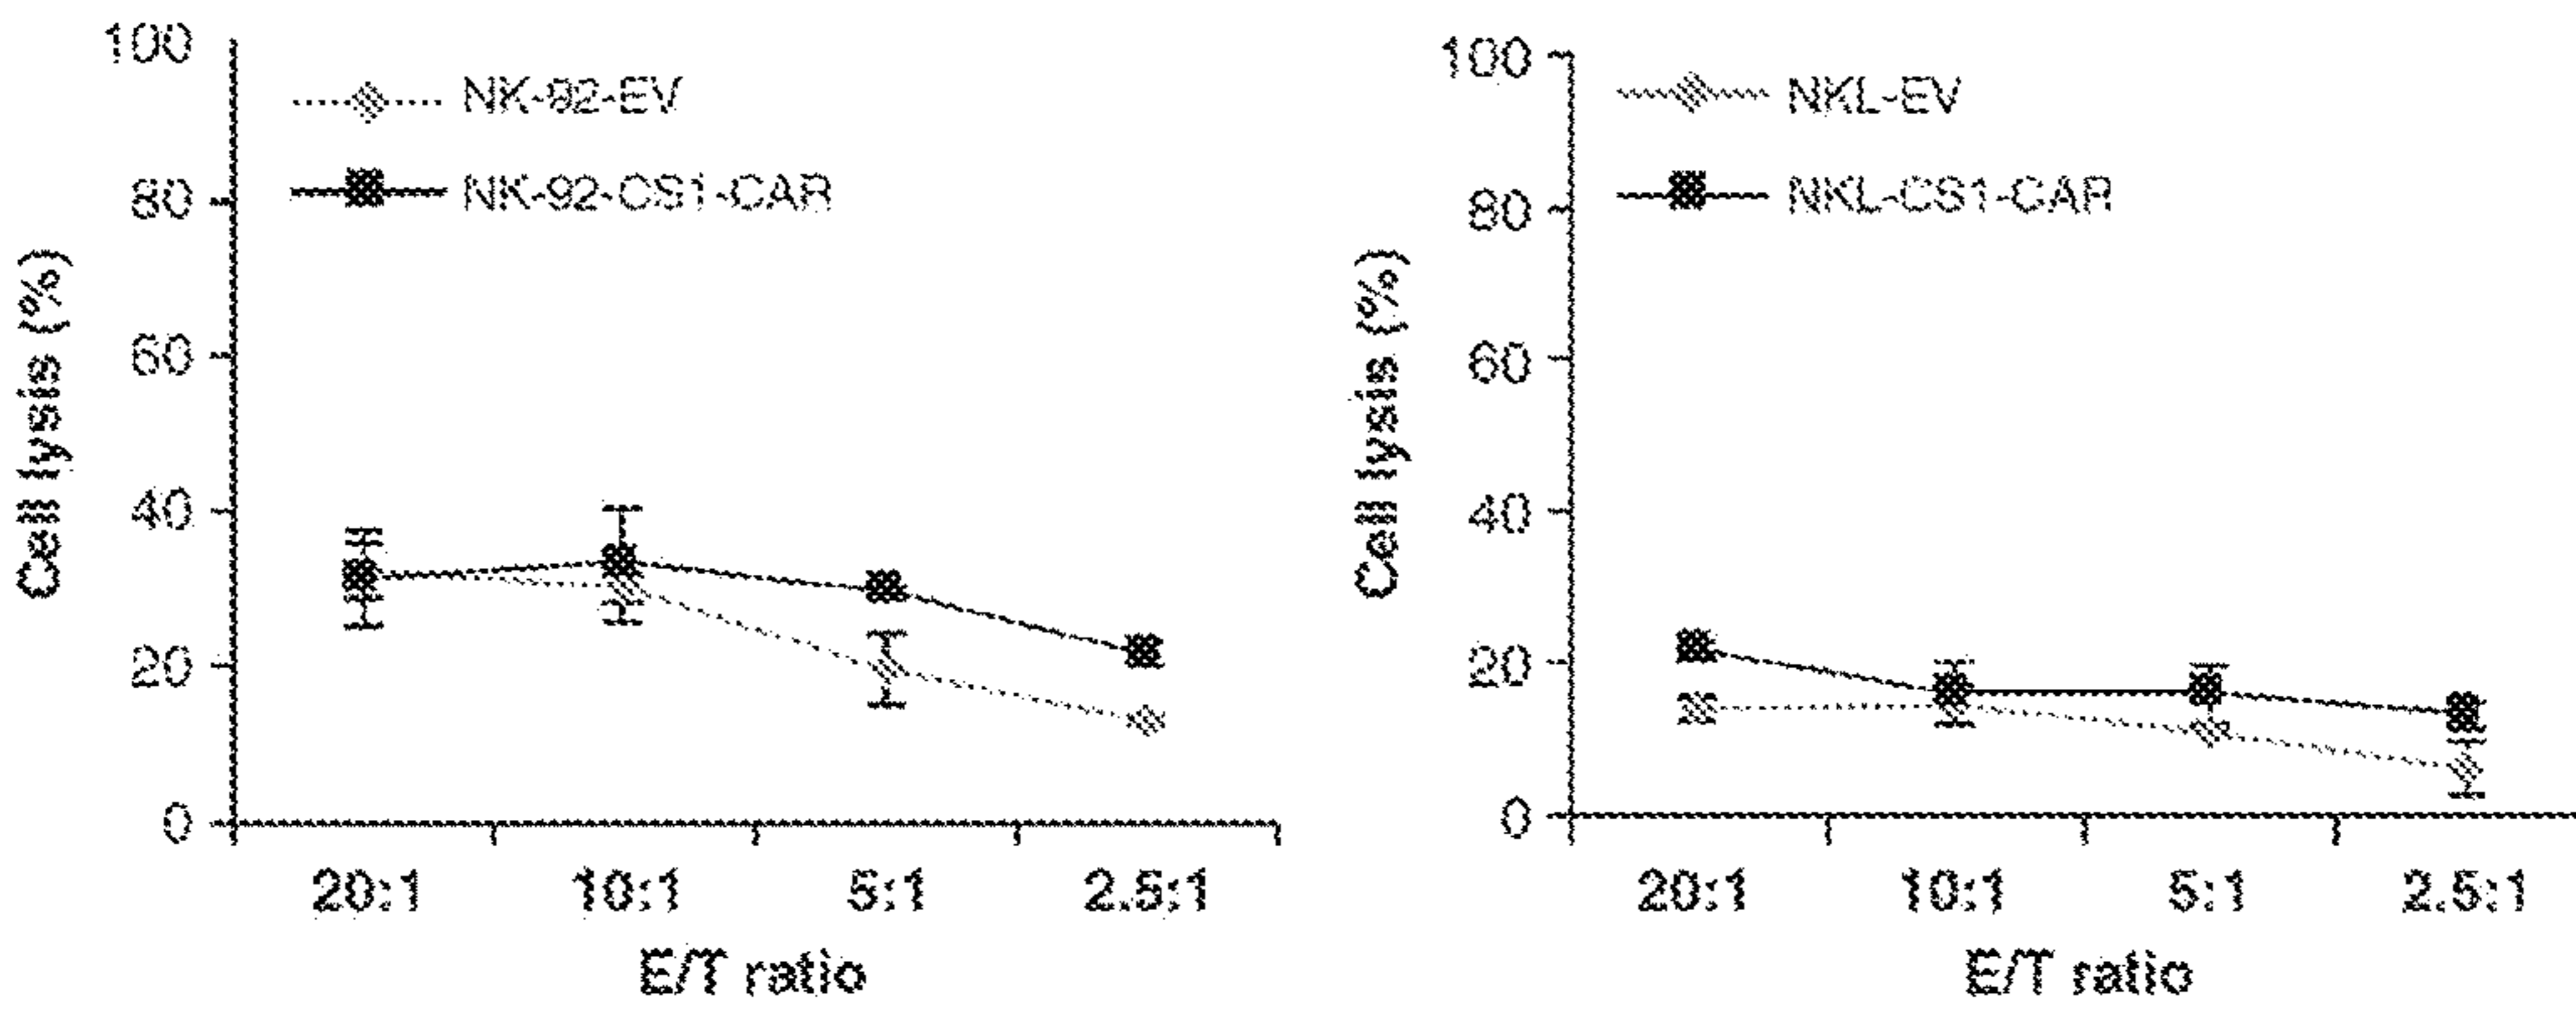 100
NK-92-EV
80
NK-92-CS1-CAR
60
40
20
0
20:1 10:1 5:1 2.5:1
E/T ratio
Cell lysis (%)
100
NKL-EV
80
NKL-CS1-CAR
60
40
20
0
20:1 10:1 5:1 2.5:1
E/T ratio
Cell lysis (%)